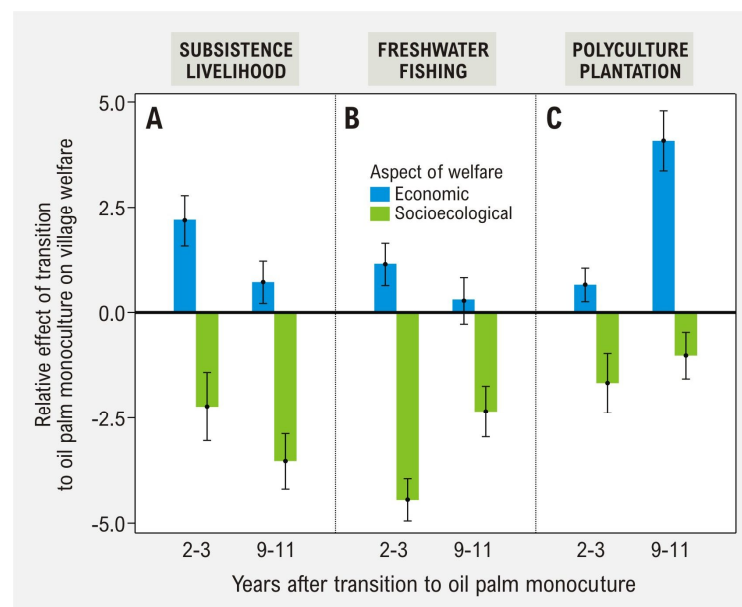 SUBSISTENCE
LIVELIHOOD
FRESHWATER
FISHING
POLYCULTURE
PLANTATION
A
B
C
Aspect of welfare
Economic
Socioecological
Relative effect of transition
to oil palm monoculture on village welfare
5.0
2.5
0.0
-2.5
-5.0
2-3
9-11
2-3
9-11
2-3
9-11
Years after transition to oil palm monocuture